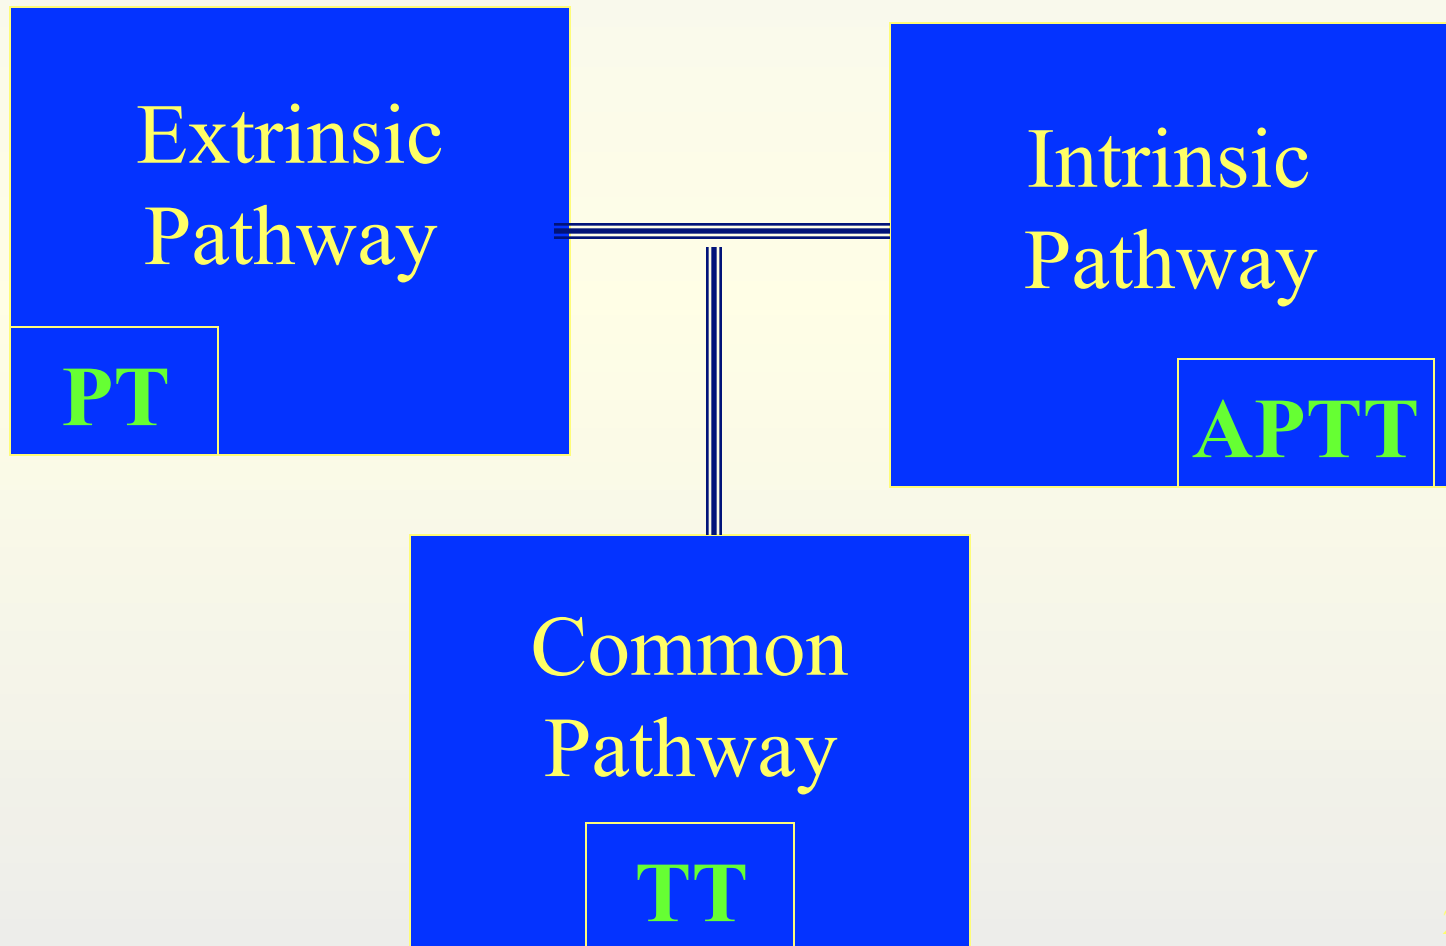 Extrinsic
Pathway
PT
Intrinsic
Pathway
APTT
Common
Pathway
TT